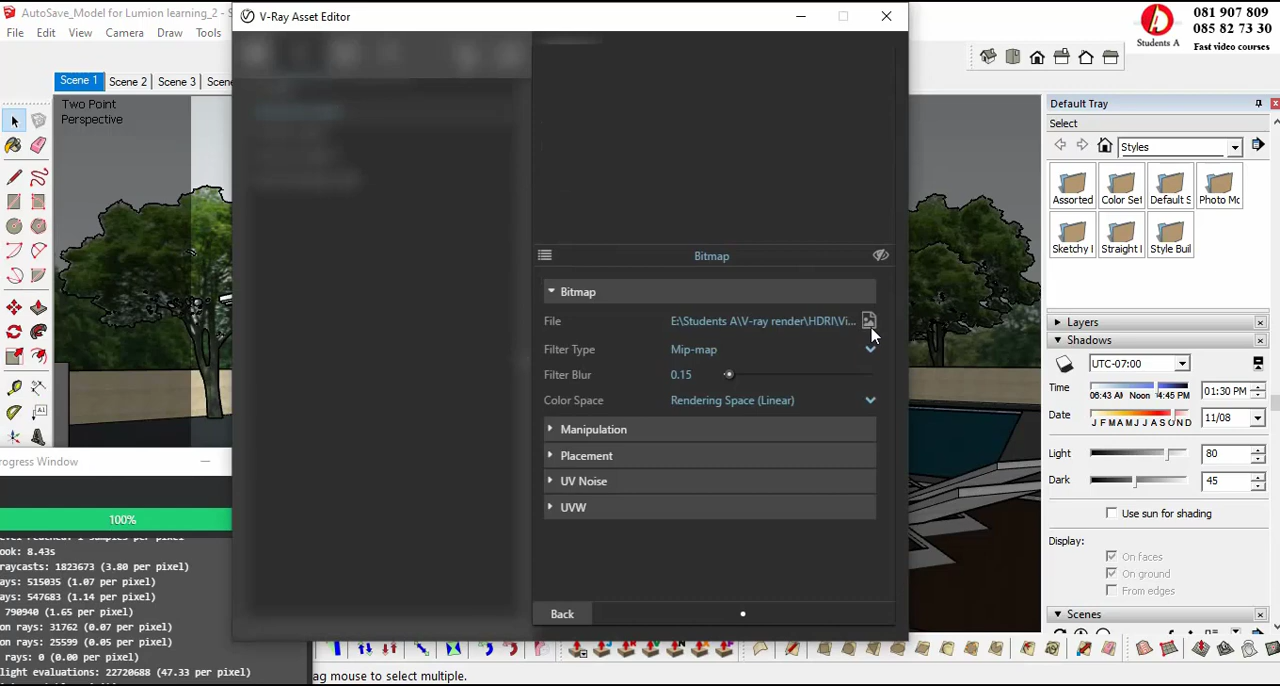 AutoSave_Model for Lumion learning_2 - S
V-Ray Asset Editor
081 907 809
085 82 73 30
Students A
Fast video courses
File Edit View Camera Draw Tools
Scene 1 Scene 2 Scene 3
Two Point
Perspective
Default Tray
Select
Styles
Assorted Color Set Default S Photo Mo
Sketchy I Straight l Style Buil
Bitmap
Bitmap
File E:\Students A\V-ray render\HDRI\Vi...
Filter Type Mip-map
Filter Blur 0.15
Color Space Rendering Space (Linear)
Manipulation
Placement
UV Noise
UVW
Back
Layers
Shadows
UTC-07:00
Time 06:43 AM Noon 4:45 PM 01:30 PM
Date J F M A M J J A S O N D 11/08
Light 80
Dark 45
Use sun for shading
Display:
On faces
On ground
From edges
Scenes
rogress Window
100%
ook: 8.43s
raycasts: 1823673 (3.80 per pixel)
ays: 515035 (1.07 per pixel)
ays: 547683 (1.14 per pixel)
790940 (1.65 per pixel)
on rays: 31762 (0.07 per pixel)
on rays: 25599 (0.05 per pixel)
rays: 0 (0.00 per pixel)
light evaluations: 22720688 (47.33 per pixel)
ag mouse to select multiple.